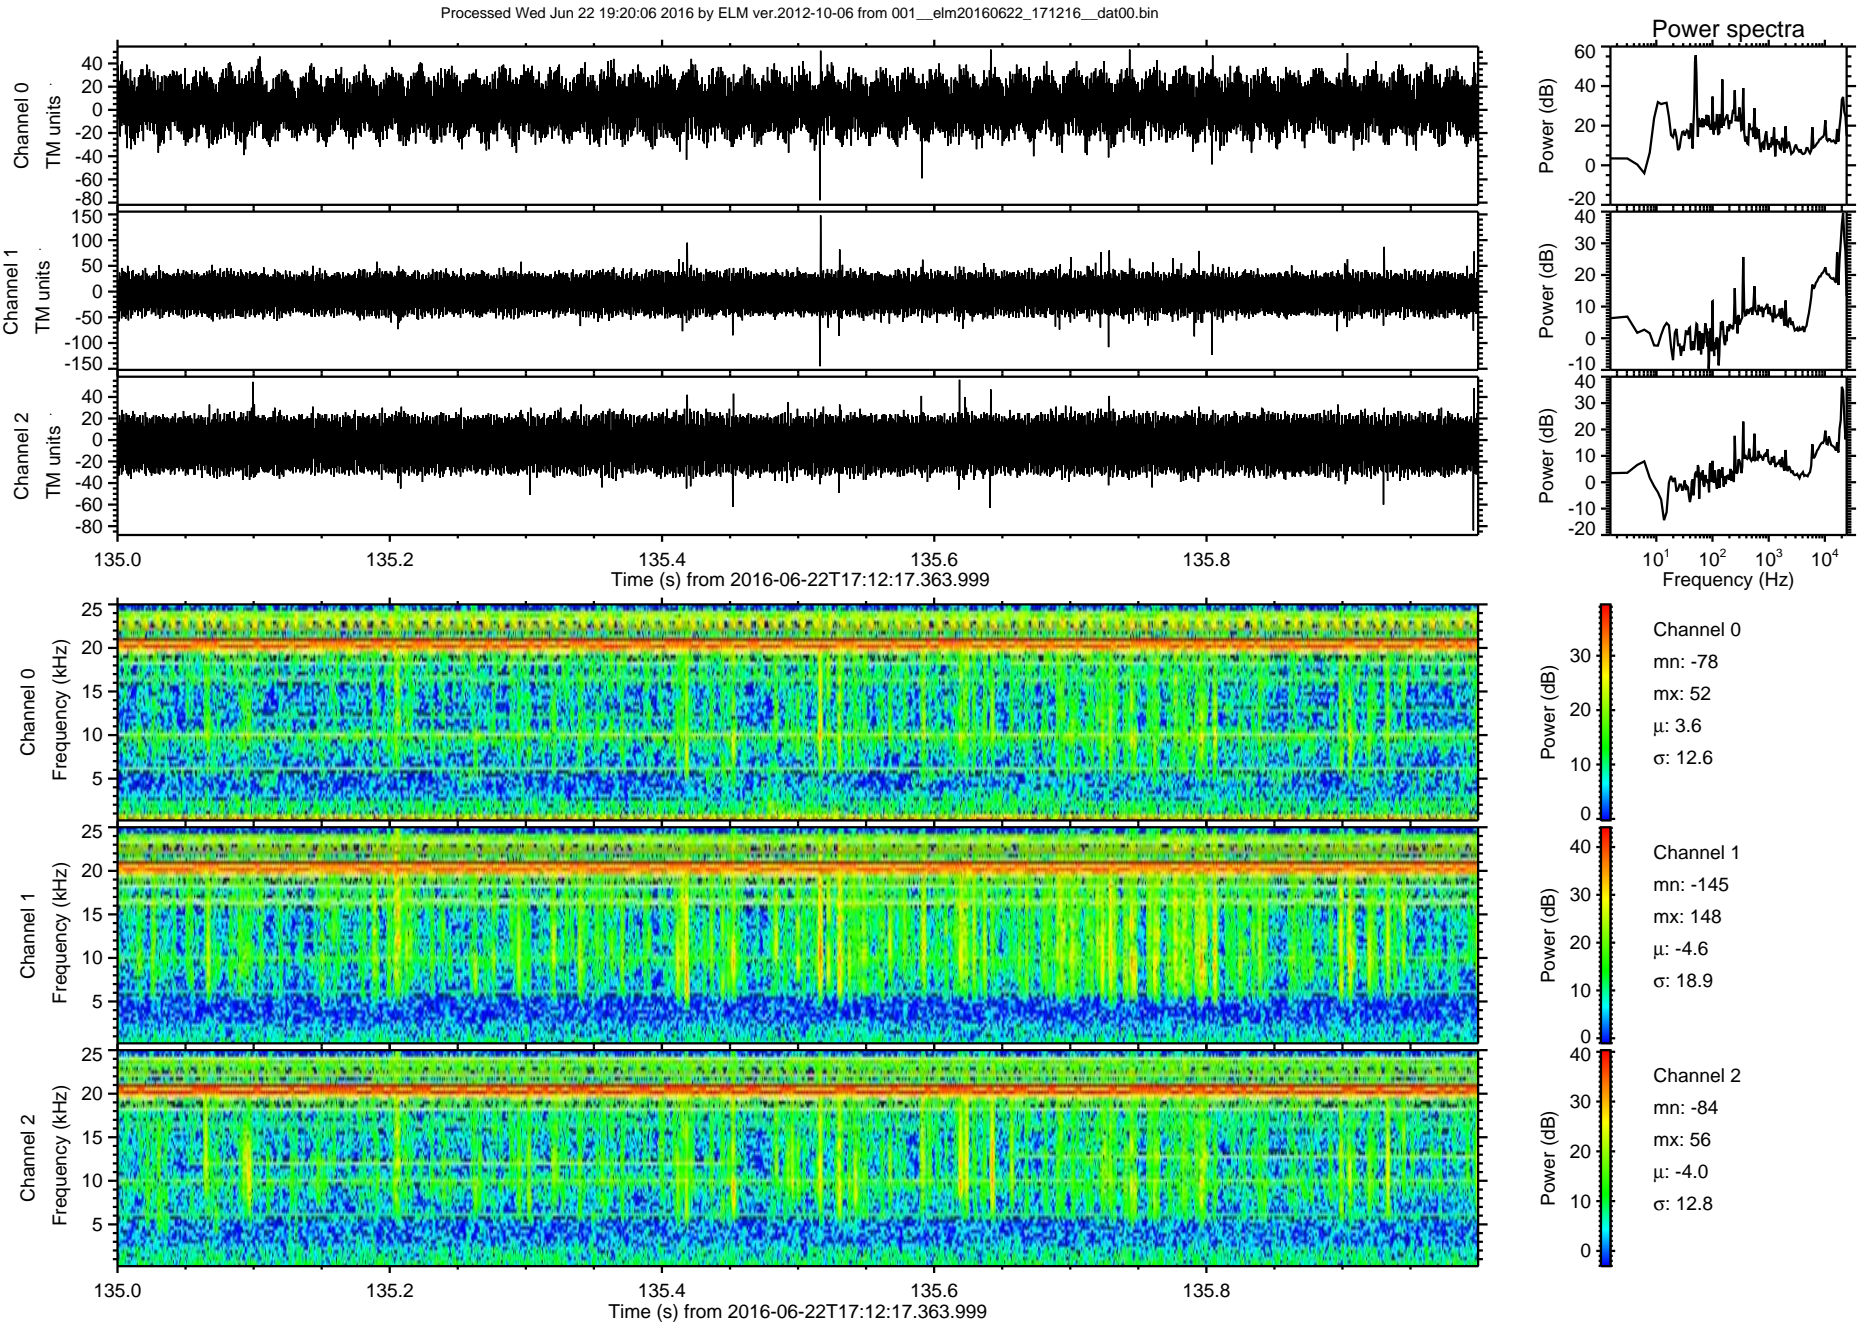 Processed Wed Jun 22 19:20:06 2016 by ELM ver.2012-10-06 from 001__elm20160622_171216__dat00.bin
Power spectra
Channel 0
TM units
40
20
0
-20
-40
-60
-80
Power (dB)
60
40
20
0
-20
Channel 1
TM units
150
100
50
0
-50
-100
-150
Power (dB)
40
30
20
10
0
-10
Channel 2
TM units
40
20
0
-20
-40
-60
-80
Power (dB)
40
30
20
10
0
-10
-20
135.0 135.2 135.4 135.6 135.8
Time (s) from 2016-06-22T17:12:17.363.999
10¹ 10² 10³ 10⁴
Frequency (Hz)
Channel 0
Frequency (kHz)
25
20
15
10
5
Power (dB)
30
20
10
0
Channel 0
mn: -78
mx: 52
µ: 3.6
σ: 12.6
Channel 1
Frequency (kHz)
25
20
15
10
5
Power (dB)
40
30
20
10
0
Channel 1
mn: -145
mx: 148
µ: -4.6
σ: 18.9
Channel 2
Frequency (kHz)
25
20
15
10
5
Power (dB)
40
30
20
10
0
Channel 2
mn: -84
mx: 56
µ: -4.0
σ: 12.8
135.0 135.2 135.4 135.6 135.8
Time (s) from 2016-06-22T17:12:17.363.999